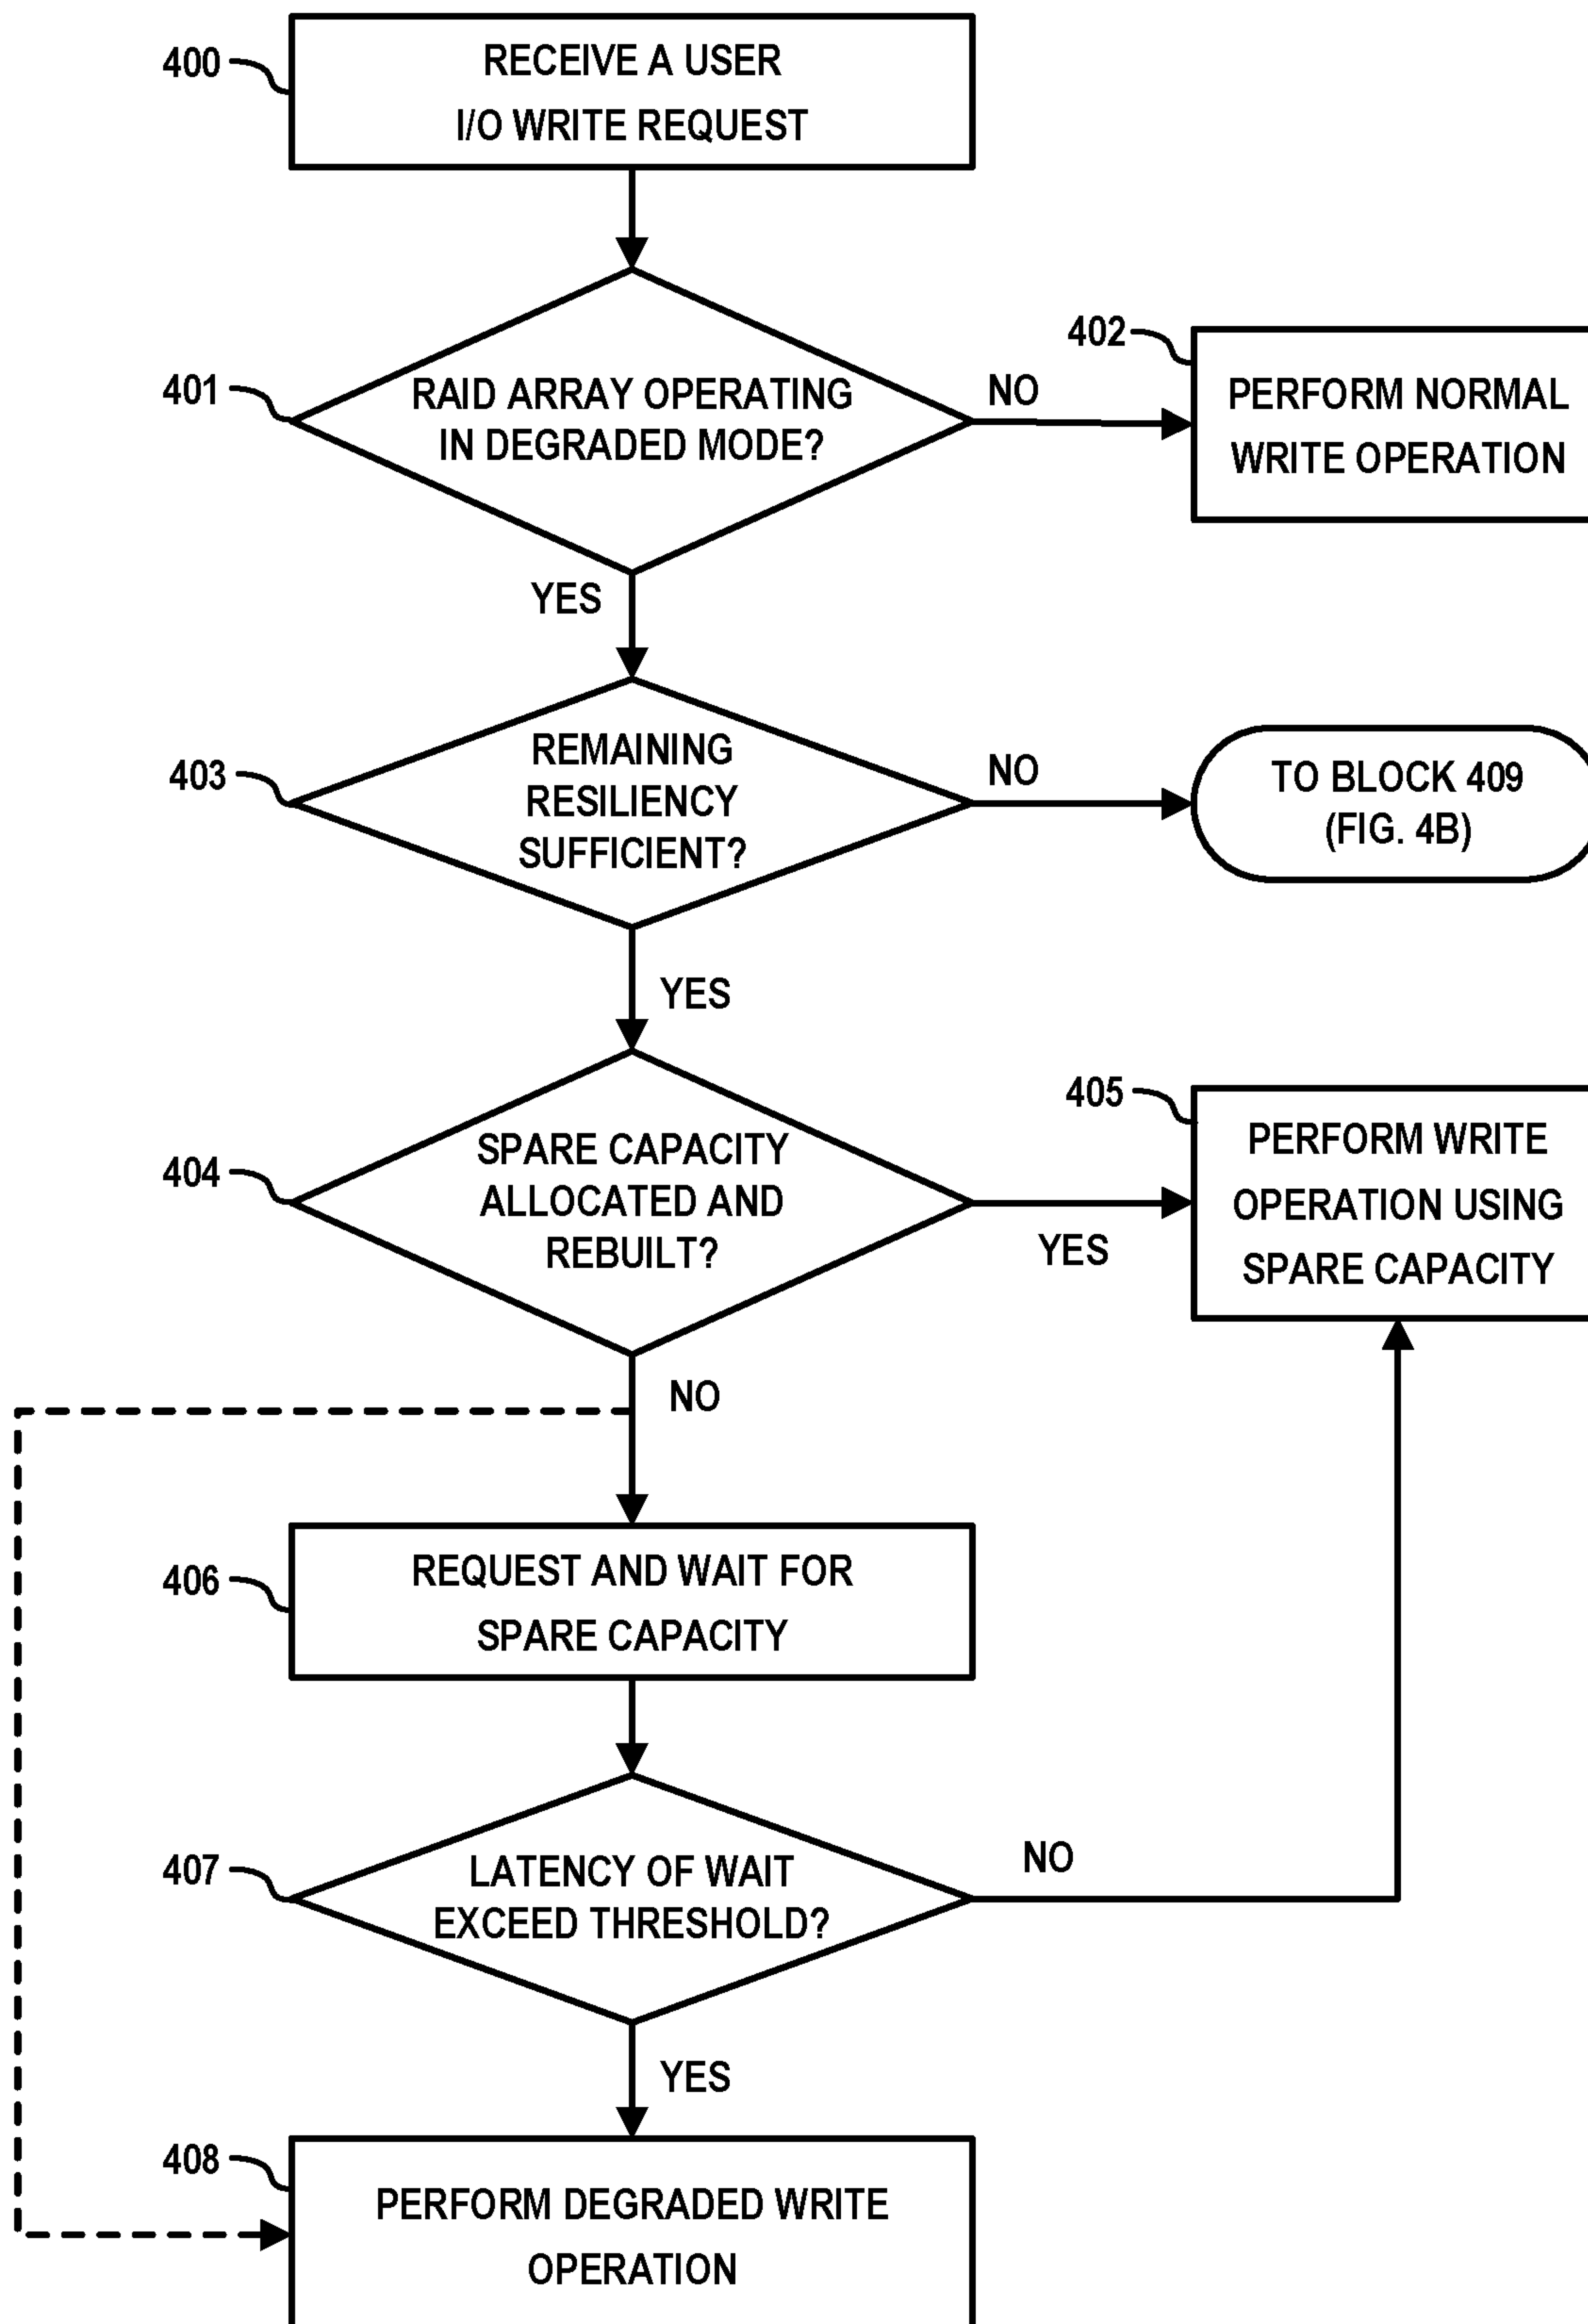 400
RECEIVE A USER
I/O WRITE REQUEST
401
RAID ARRAY OPERATING
IN DEGRADED MODE?
NO
402
PERFORM NORMAL
WRITE OPERATION
YES
403
REMAINING
RESILIENCY
SUFFICIENT?
NO
TO BLOCK 409
(FIG. 4B)
YES
404
SPARE CAPACITY
ALLOCATED AND
REBUILT?
YES
405
PERFORM WRITE
OPERATION USING
SPARE CAPACITY
NO
406
REQUEST AND WAIT FOR
SPARE CAPACITY
407
LATENCY OF WAIT
EXCEED THRESHOLD?
NO
YES
408
PERFORM DEGRADED WRITE
OPERATION